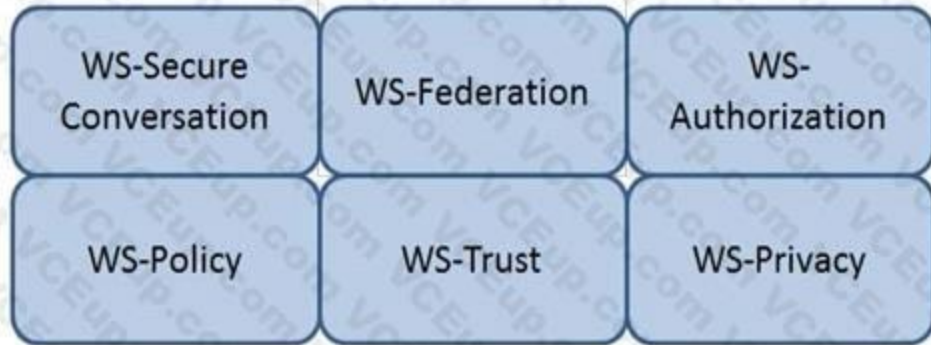 WS-Secure
Conversation
WS-Federation
WS-
Authorization
WS-Policy
WS-Trust
WS-Privacy